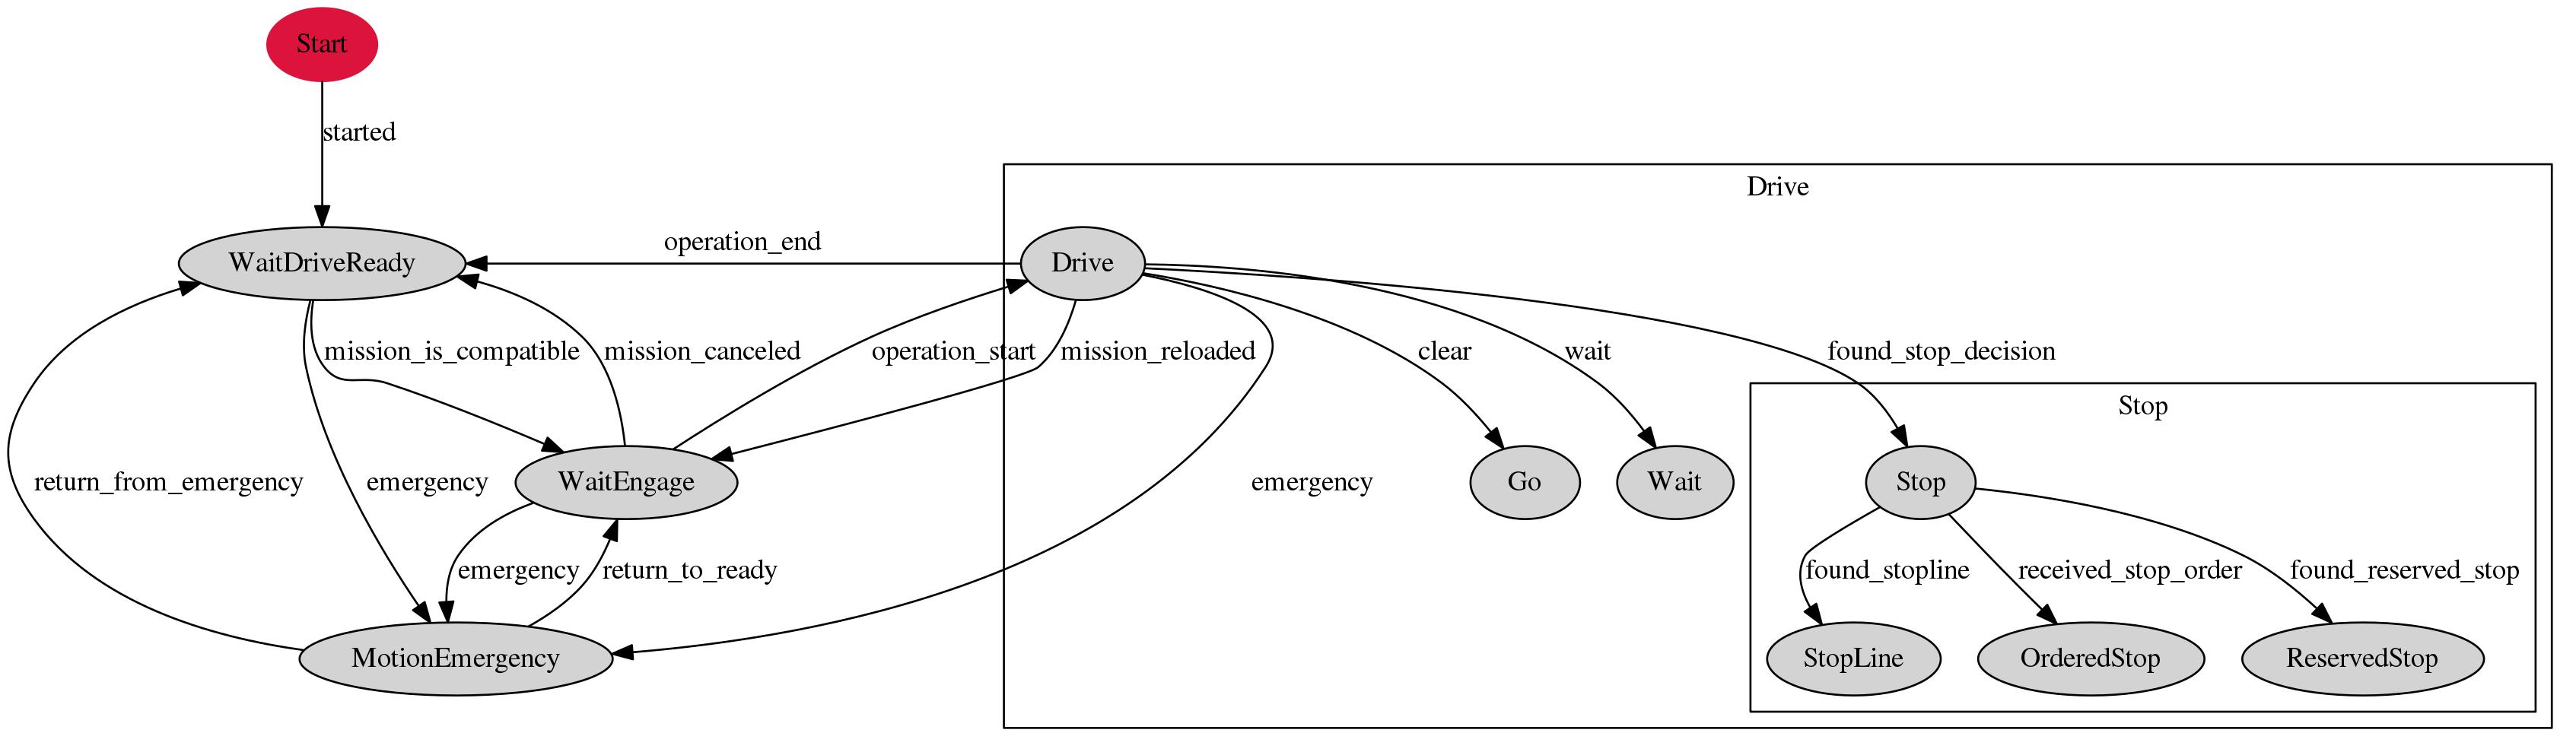 Start
started
Drive
operation_end
WaitDriveReady
Drive
mission_is_compatible
mission_canceled
operation_start
mission_reloaded
clear
wait
found_stop_decision
Stop
return_from_emergency
emergency
WaitEngage
emergency
Go
Wait
Stop
emergency
return_to_ready
found_stopline
received_stop_order
found_reserved_stop
MotionEmergency
StopLine
OrderedStop
ReservedStop